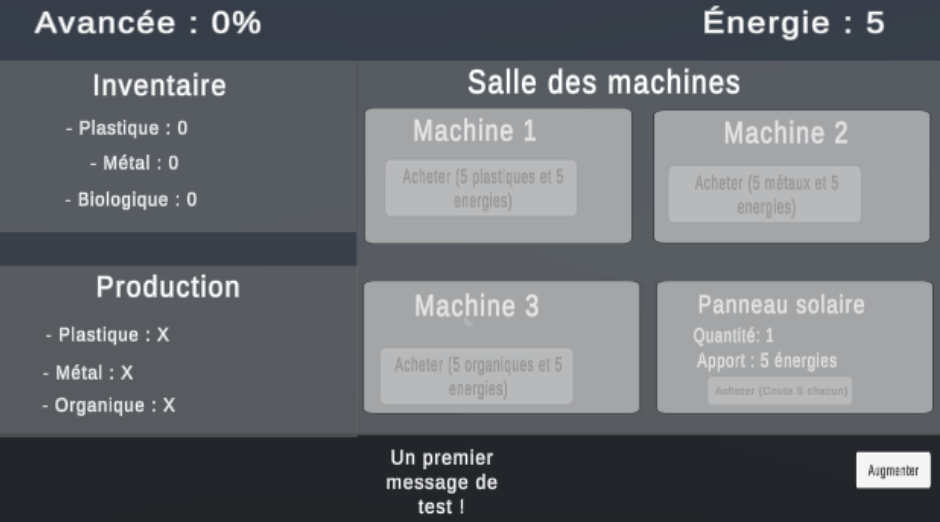 Avancée : 0%
Énergie : 5
Inventaire
- Plastique : 0
- Métal : 0
- Biologique : 0
Production
- Plastique : X
- Métal : X
- Organique : X
Salle des machines
Machine 1
Acheter (5 plastiques et 5
energies)
Machine 2
Acheter (5 métaux et 5
energies)
Machine 3
Acheter (5 organiques et 5
energies)
Panneau solaire
Quantité: 1
Apport : 5 énergies
Acheter (Coute 5 chacun)
Un premier
message de
test !
Augmenter